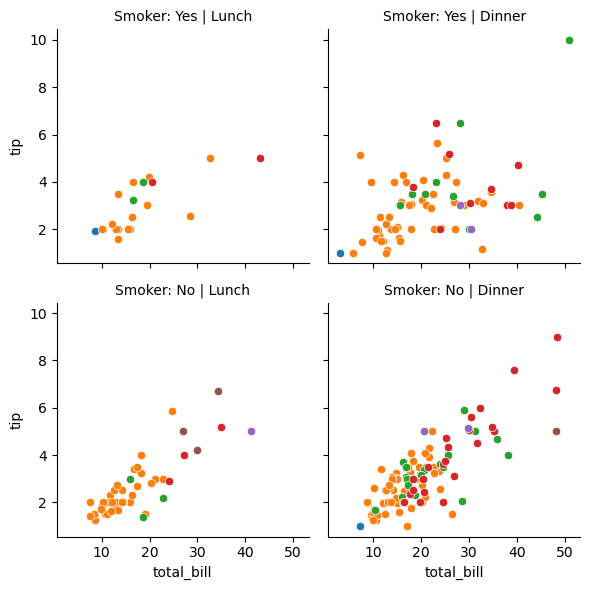 Smoker: Yes | Lunch
Smoker: Yes | Dinner
10
8
6
4
2
tip
Smoker: No | Lunch
Smoker: No | Dinner
10
8
6
4
2
tip
10 20 30 40 50
10 20 30 40 50
total_bill
total_bill